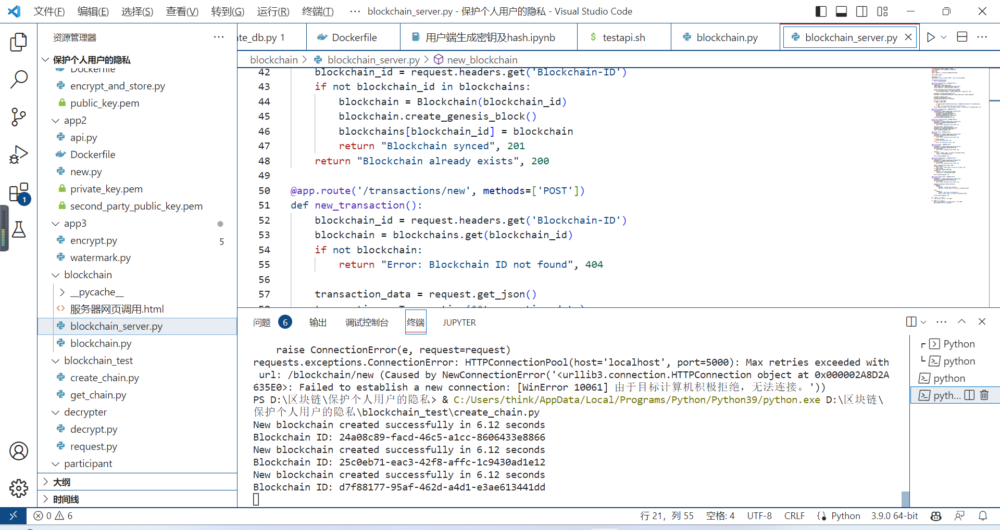 文件(F) 编辑(E) 选择(S) 查看(V) 转到(G) 运行(R) 终端(T) ··· blockchain_server.py - 保护个人用户的隐私 - Visual Studio Code
资源管理器 ···
te_db.py 1 Dockerfile 用户端生成密钥及hash.ipynb $ testapi.sh blockchain.py blockchain_server.py
blockchain > blockchain_server.py > new_blockchain
保护个人用户的隐私
Dockerfile
encrypt_and_store.py
public_key.pem
app2
api.py
Dockerfile
new.py
private_key.pem
second_party_public_key.pem
app3
encrypt.py 5
watermark.py
blockchain
__pycache__
服务器网页调用.html
blockchain_server.py
blockchain.py
blockchain_test
create_chain.py
get_chain.py
decrypter
decrypt.py
request.py
participant
大纲
时间线
1
42 blockchain_id = request.headers.get('Blockchain-ID')
43 if not blockchain_id in blockchains:
44 blockchain = Blockchain(blockchain_id)
45 blockchain.create_genesis_block()
46 blockchains[blockchain_id] = blockchain
47 return "Blockchain synced", 201
48 return "Blockchain already exists", 200
49
50 @app.route('/transactions/new', methods=['POST'])
51 def new_transaction():
52 blockchain_id = request.headers.get('Blockchain-ID')
53 blockchain = blockchains.get(blockchain_id)
54 if not blockchain:
55 return "Error: Blockchain ID not found", 404
56
57 transaction_data = request.get_json()
问题 6 输出 调试控制台 终端 JUPYTER
raise ConnectionError(e, request=request)
requests.exceptions.ConnectionError: HTTPConnectionPool(host='localhost', port=5000): Max retries exceeded with
url: /blockchain/new (Caused by NewConnectionError('<urllib3.connection.HTTPConnection object at 0x000002A8D2A
635E0>: Failed to establish a new connection: [WinError 10061] 由于目标计算机积极拒绝，无法连接。'))
PS D:\区块链\保护个人用户的隐私> & C:/Users/think/AppData/Local/Programs/Python/Python39/python.exe D:\区块链\
保护个人用户的隐私\blockchain_test\create_chain.py
New blockchain created successfully in 6.12 seconds
Blockchain ID: 24a08c89-facd-46c5-a1cc-8606433e8866
New blockchain created successfully in 6.12 seconds
Blockchain ID: 25c0eb71-eac3-42f8-affc-1c9430ad1e12
New blockchain created successfully in 6.12 seconds
Blockchain ID: d7f88177-95af-462d-a4d1-e3ae613441dd
Python
python
python
pyth...
0 6 行 21，列 55 空格: 4 UTF-8 CRLF Python 3.9.0 64-bit